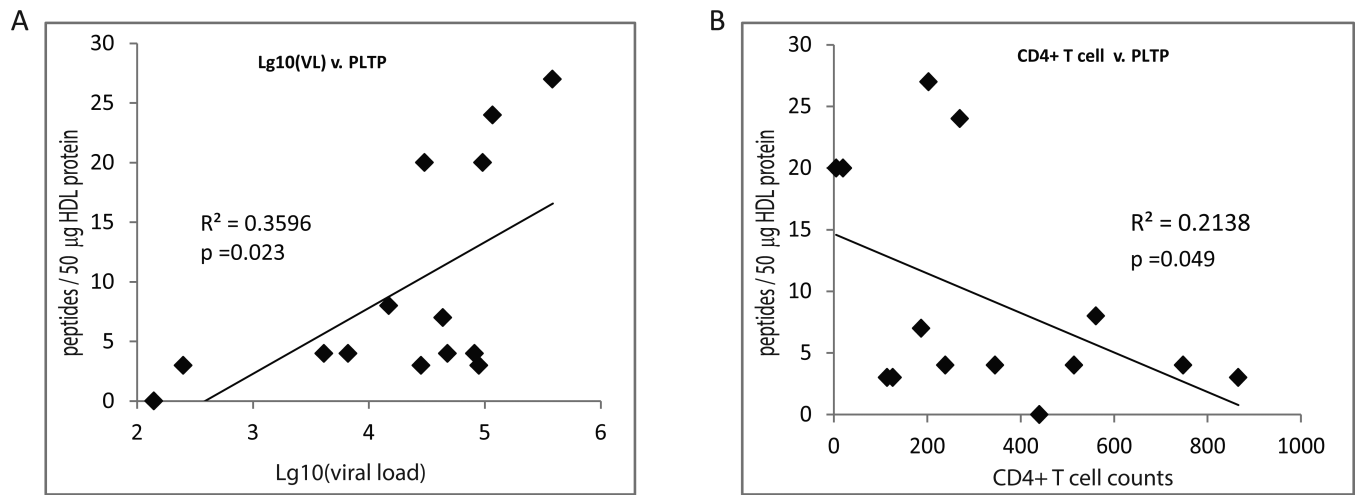 A
Lg10(VL) v. PLTP
peptides / 50 µg HDL protein
30
25
20
15
10
5
0
R² = 0.3596
p =0.023
2 3 4 5 6
Lg10(viral load)
B
CD4+ T cell v. PLTP
peptides / 50 µg HDL protein
30
25
20
15
10
5
0
R² = 0.2138
p =0.049
0 200 400 600 800 1000
CD4+ T cell counts